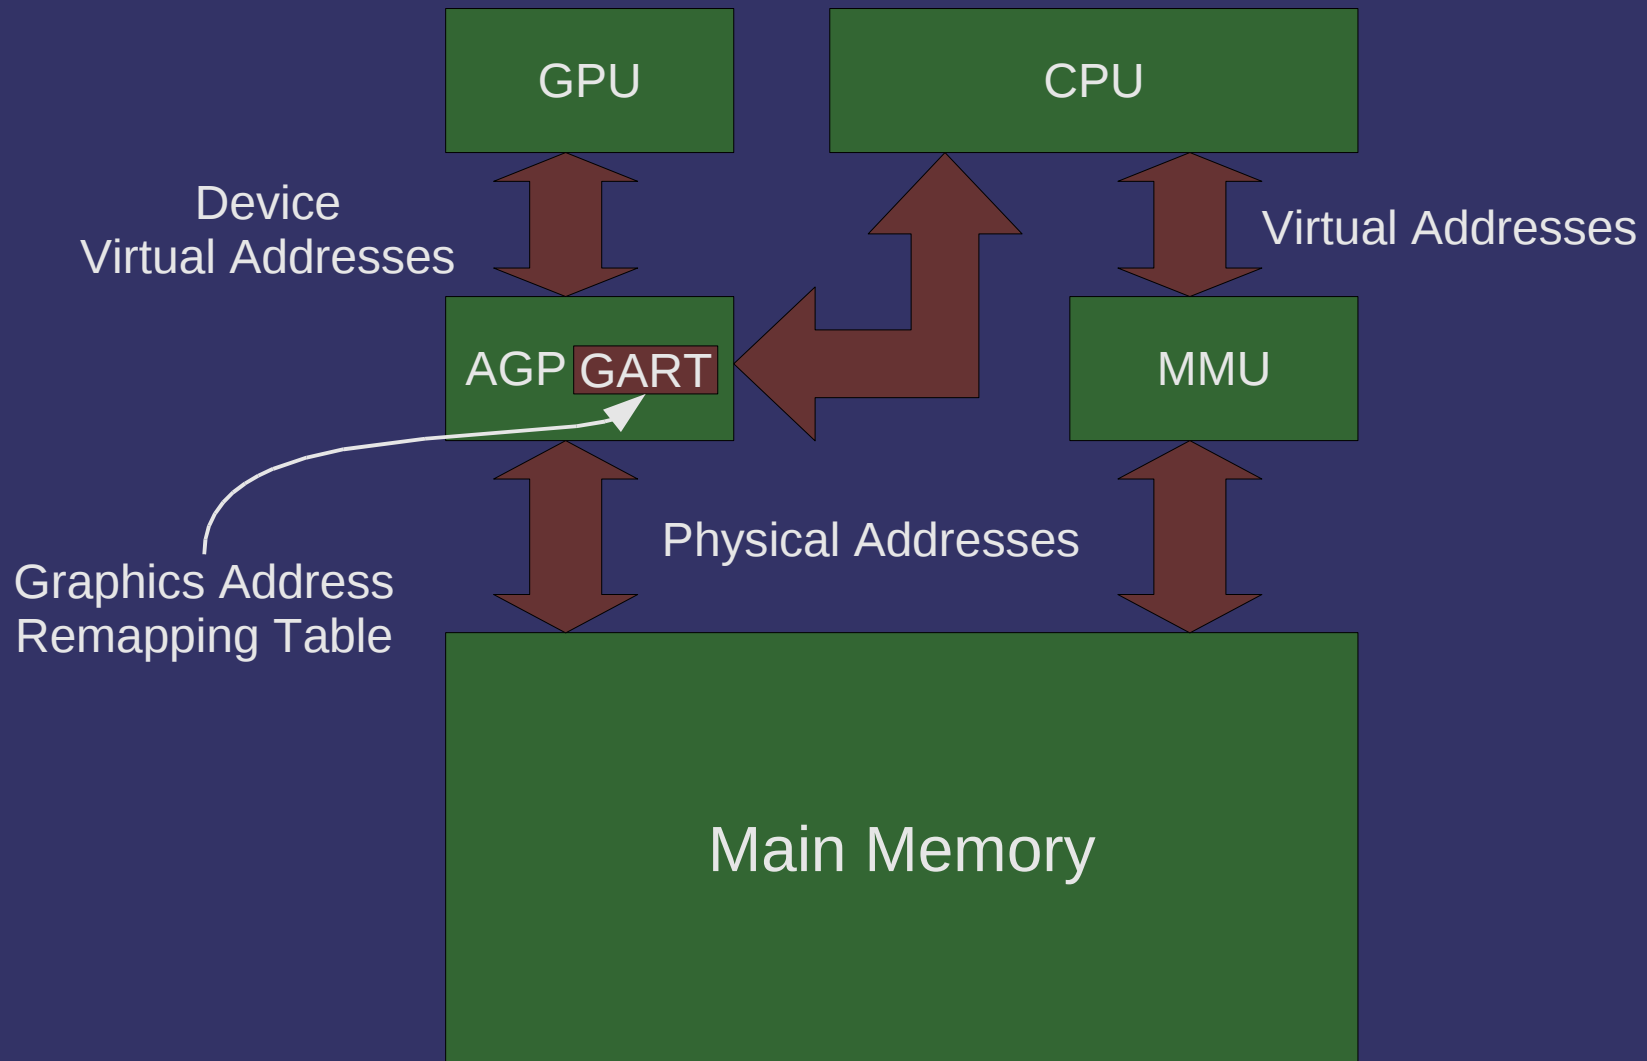 GPU
CPU
Device
Virtual Addresses
Virtual Addresses
AGP GART
MMU
Physical Addresses
Graphics Address
Remapping Table
Main Memory